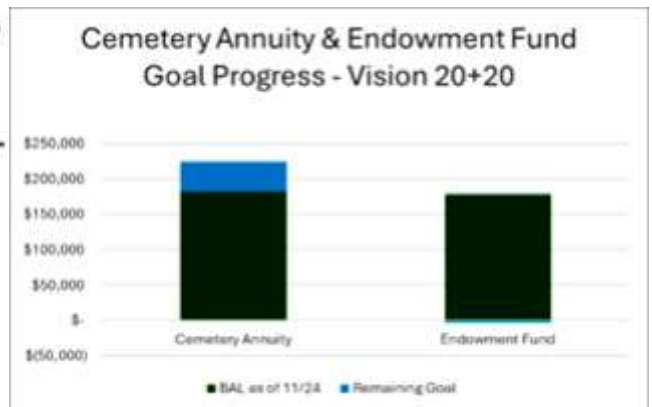 Cemetery Annuity & Endowment Fund
Goal Progress - Vision 20+20
$250,000
$200,000
$150,000
$100,000
$50,000
$-
$(50,000)
Cemetery Annuity
Endowment Fund
BAL as of 11/24
Remaining Goal